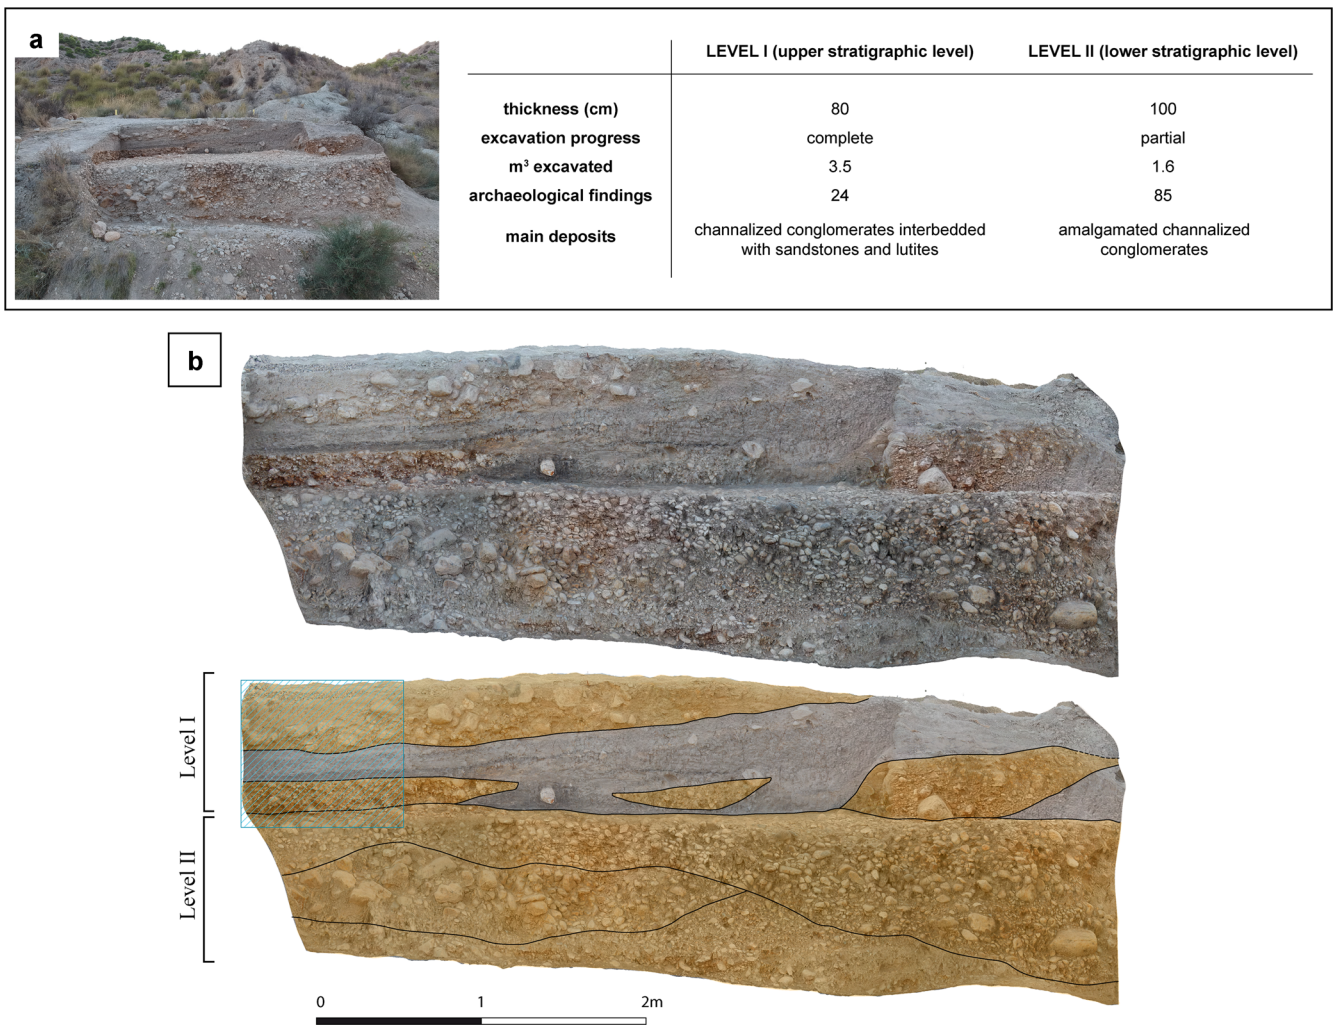 a
LEVEL I (upper stratigraphic level) LEVEL II (lower stratigraphic level)
thickness (cm) 80 100
excavation progress complete partial
m³ excavated 3.5 1.6
archaeological findings 24 85
main deposits channalized conglomerates interbedded with sandstones and lutites amalgamated channalized conglomerates
b
Level I
Level II
0 1 2m